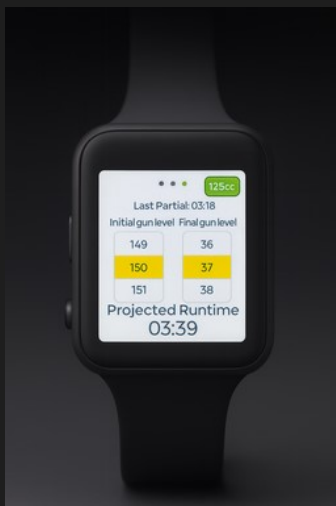 125cc
Last Partial: 03:18
Initial gun level Final gun level
149 36
150 37
151 38
Projected Runtime
03:39